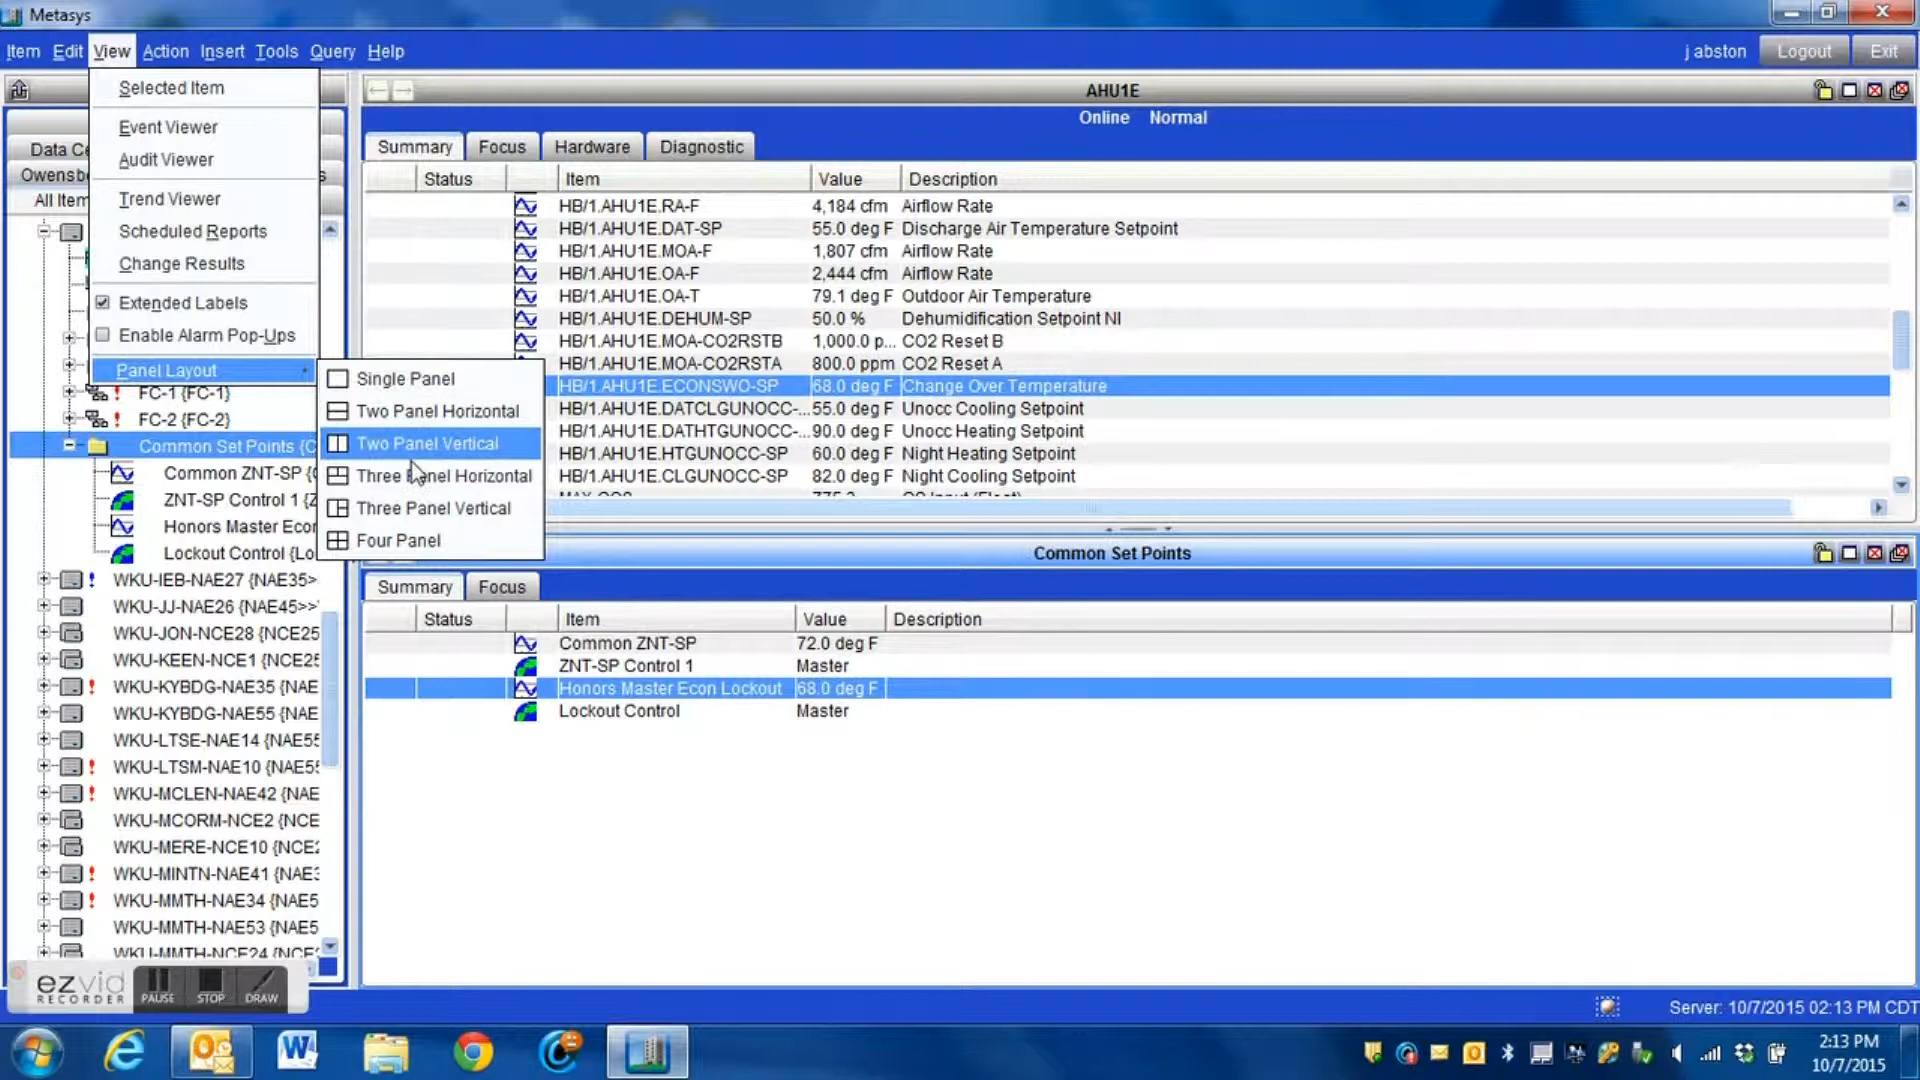 Metasys
Item Edit View Action Insert Tools Query Help
j abston Logout Exit
Selected Item
Event Viewer
Audit Viewer
Trend Viewer
Scheduled Reports
Change Results
Extended Labels
Enable Alarm Pop-Ups
Panel Layout
Single Panel
Two Panel Horizontal
Two Panel Vertical
Three Panel Horizontal
Three Panel Vertical
Four Panel
Data Ce
Owensb s
All Item
FC-1 {FC-1}
FC-2 {FC-2}
Common Set Points {C
Common ZNT-SP {
ZNT-SP Control 1 {Z
Honors Master Econ
Lockout Control {Lo
WKU-IEB-NAE27 {NAE35>
WKU-JJ-NAE26 {NAE45>>
WKU-JON-NCE28 {NCE25
WKU-KEEN-NCE1 {NCE25
WKU-KYBDG-NAE35 {NAE
WKU-KYBDG-NAE55 {NAE
WKU-LTSE-NAE14 {NAE55
WKU-LTSM-NAE10 {NAE55
WKU-MCLEN-NAE42 {NAE
WKU-MCORM-NCE2 {NCE
WKU-MERE-NCE10 {NCE2
WKU-MINTN-NAE41 {NAE3
WKU-MMTH-NAE34 {NAE5
WKU-MMTH-NAE53 {NAE5
WKU-MMTH-NCE24 {NCE2
AHU1E
Online Normal
Summary Focus Hardware Diagnostic
Status Item Value Description
HB/1.AHU1E.RA-F 4,184 cfm Airflow Rate
HB/1.AHU1E.DAT-SP 55.0 deg F Discharge Air Temperature Setpoint
HB/1.AHU1E.MOA-F 1,807 cfm Airflow Rate
HB/1.AHU1E.OA-F 2,444 cfm Airflow Rate
HB/1.AHU1E.OA-T 79.1 deg F Outdoor Air Temperature
HB/1.AHU1E.DEHUM-SP 50.0 % Dehumidification Setpoint NI
HB/1.AHU1E.MOA-CO2RSTB 1,000.0 p... CO2 Reset B
HB/1.AHU1E.MOA-CO2RSTA 800.0 ppm CO2 Reset A
HB/1.AHU1E.ECONSWO-SP 68.0 deg F Change Over Temperature
HB/1.AHU1E.DATCLGUNOCC-... 55.0 deg F Unocc Cooling Setpoint
HB/1.AHU1E.DATHTGUNOCC-... 90.0 deg F Unocc Heating Setpoint
HB/1.AHU1E.HTGUNOCC-SP 60.0 deg F Night Heating Setpoint
HB/1.AHU1E.CLGUNOCC-SP 82.0 deg F Night Cooling Setpoint
Common Set Points
Summary Focus
Status Item Value Description
Common ZNT-SP 72.0 deg F
ZNT-SP Control 1 Master
Honors Master Econ Lockout 68.0 deg F
Lockout Control Master
ezvid
RECORDER
PAUSE STOP DRAW
Server: 10/7/2015 02:13 PM CDT
2:13 PM
10/7/2015